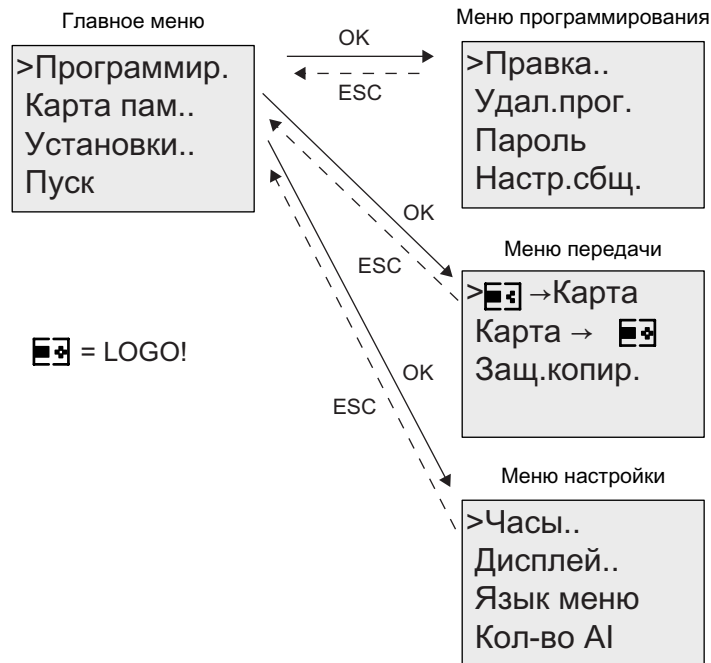 Главное меню
>Программир.
Карта пам..
Установки..
Пуск
OK
ESC
Меню программирования
>Правка..
Удал.прог.
Пароль
Настр.сбщ.
OK
ESC
Меню передачи
>→Карта
Карта →
Защ.копир.
= LOGO!
OK
ESC
Меню настройки
>Часы..
Дисплей..
Язык меню
Кол-во AI